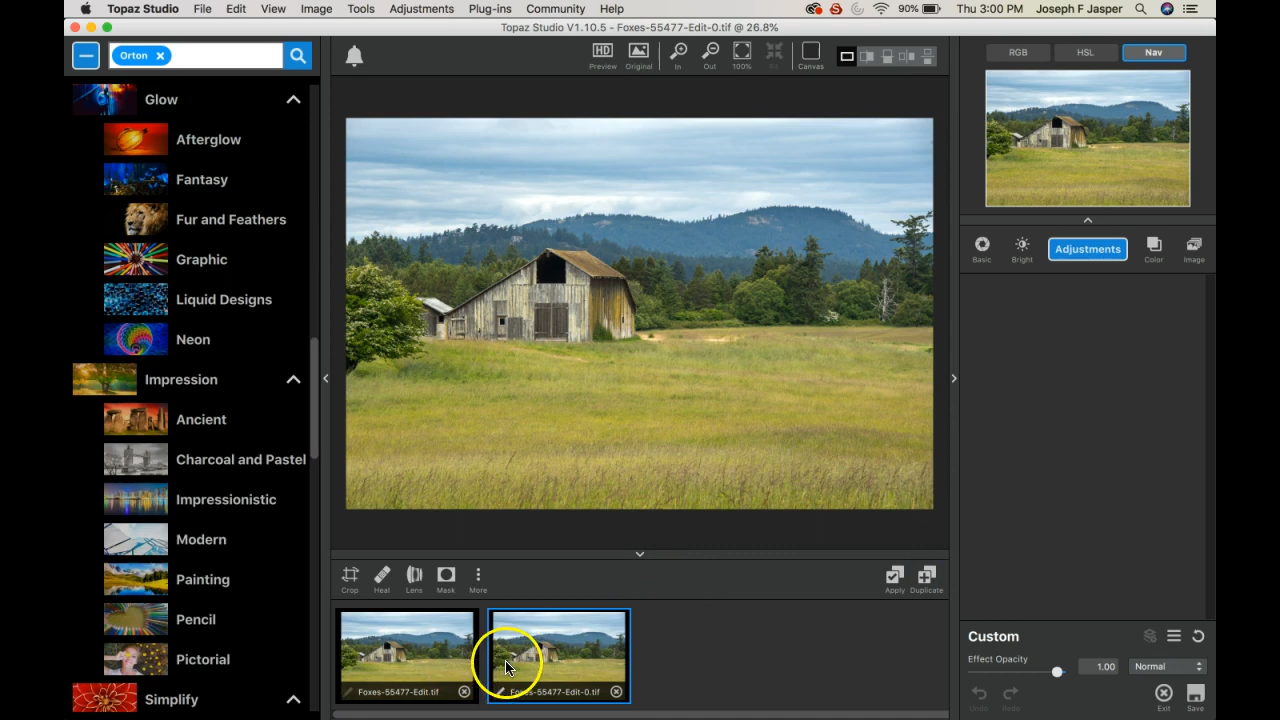 Topaz Studio File Edit View Image Tools Adjustments Plug-ins Community Help 90% Thu 3:00 PM Joseph F Jasper
Topaz Studio V1.10.5 - Foxes-55477-Edit-0.tif @ 26.8%
Orton
Preview Original In Out 100% Canvas
RGB HSL Nav
Glow
Afterglow
Fantasy
Fur and Feathers
Graphic
Liquid Designs
Neon
Impression
Ancient
Charcoal and Pastel
Impressionistic
Modern
Painting
Pencil
Pictorial
Simplify
Basic Bright Adjustments Color Image
Crop Heal Lens Mask More Apply Duplicate
Foxes-55477-Edit.tif Foxes-55477-Edit-0.tif
Custom
Effect Opacity 1.00 Normal
Undo Redo Exit Save